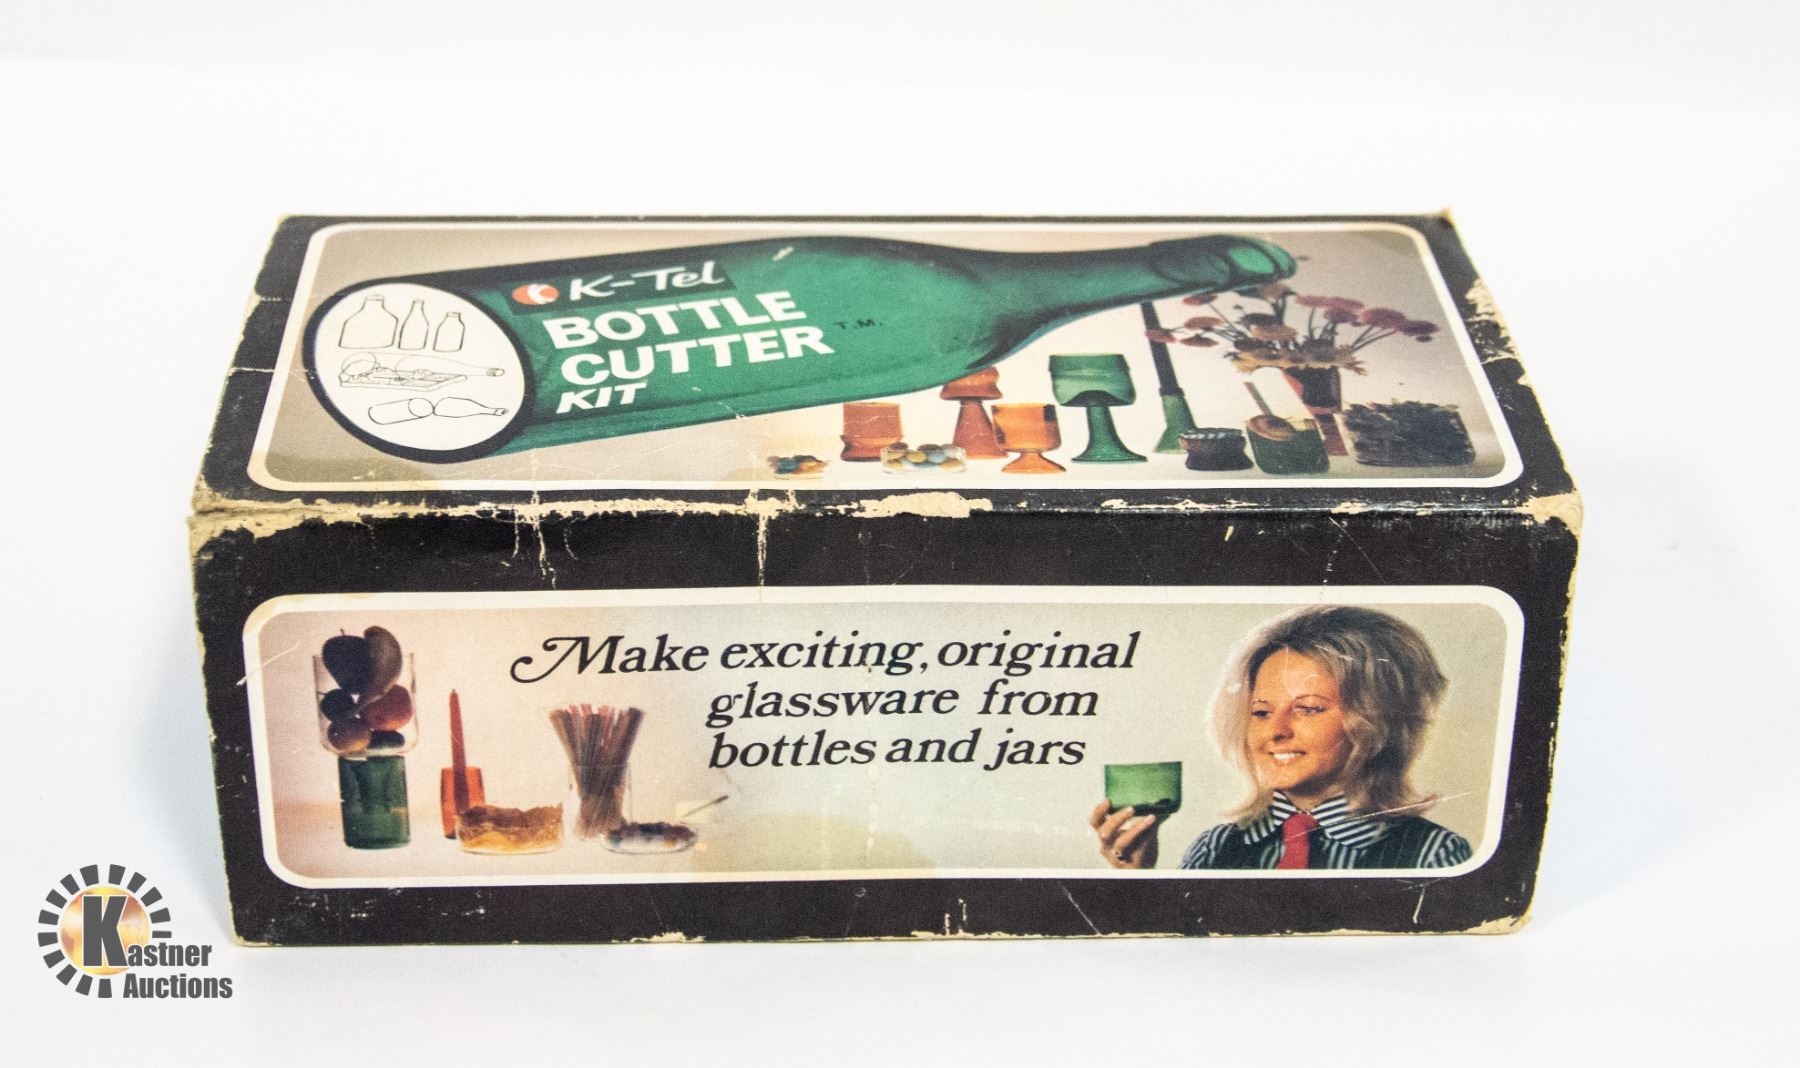 K-Tel
BOTTLE
CUTTER T.M.
KIT
Make exciting, original
glassware from
bottles and jars
Kastner
Auctions